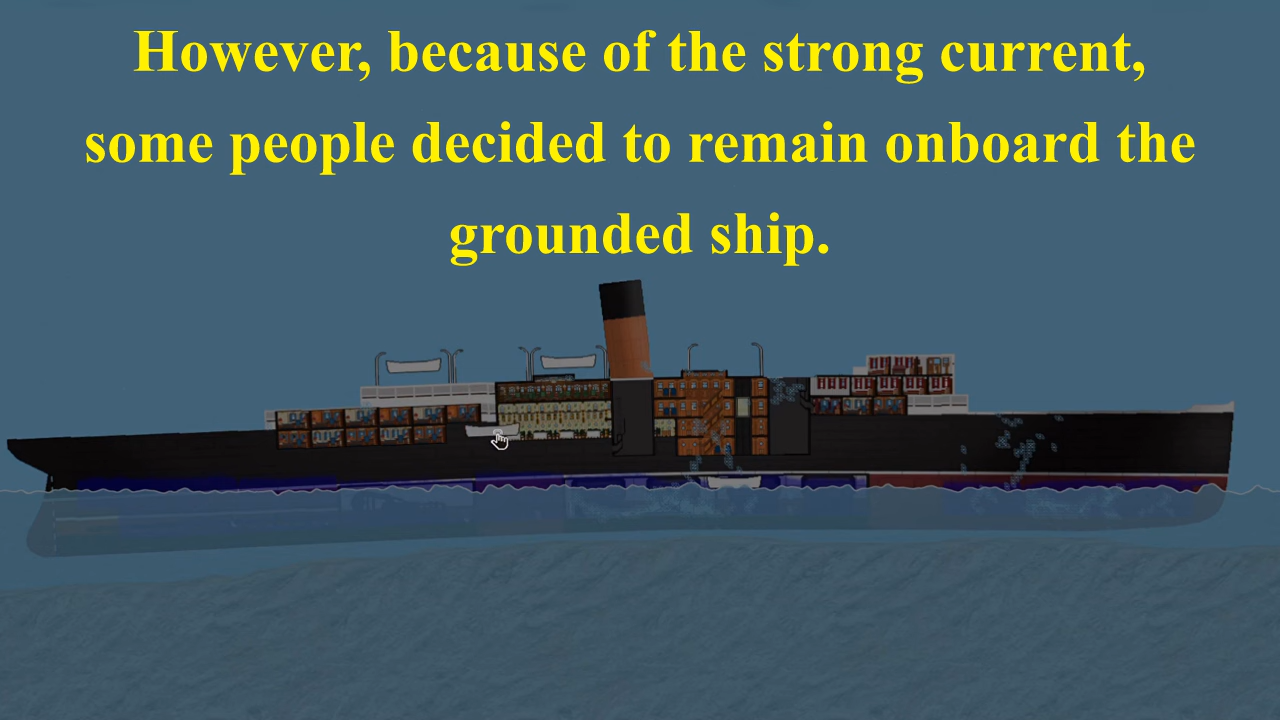 However, because of the strong current,
some people decided to remain onboard the
grounded ship.